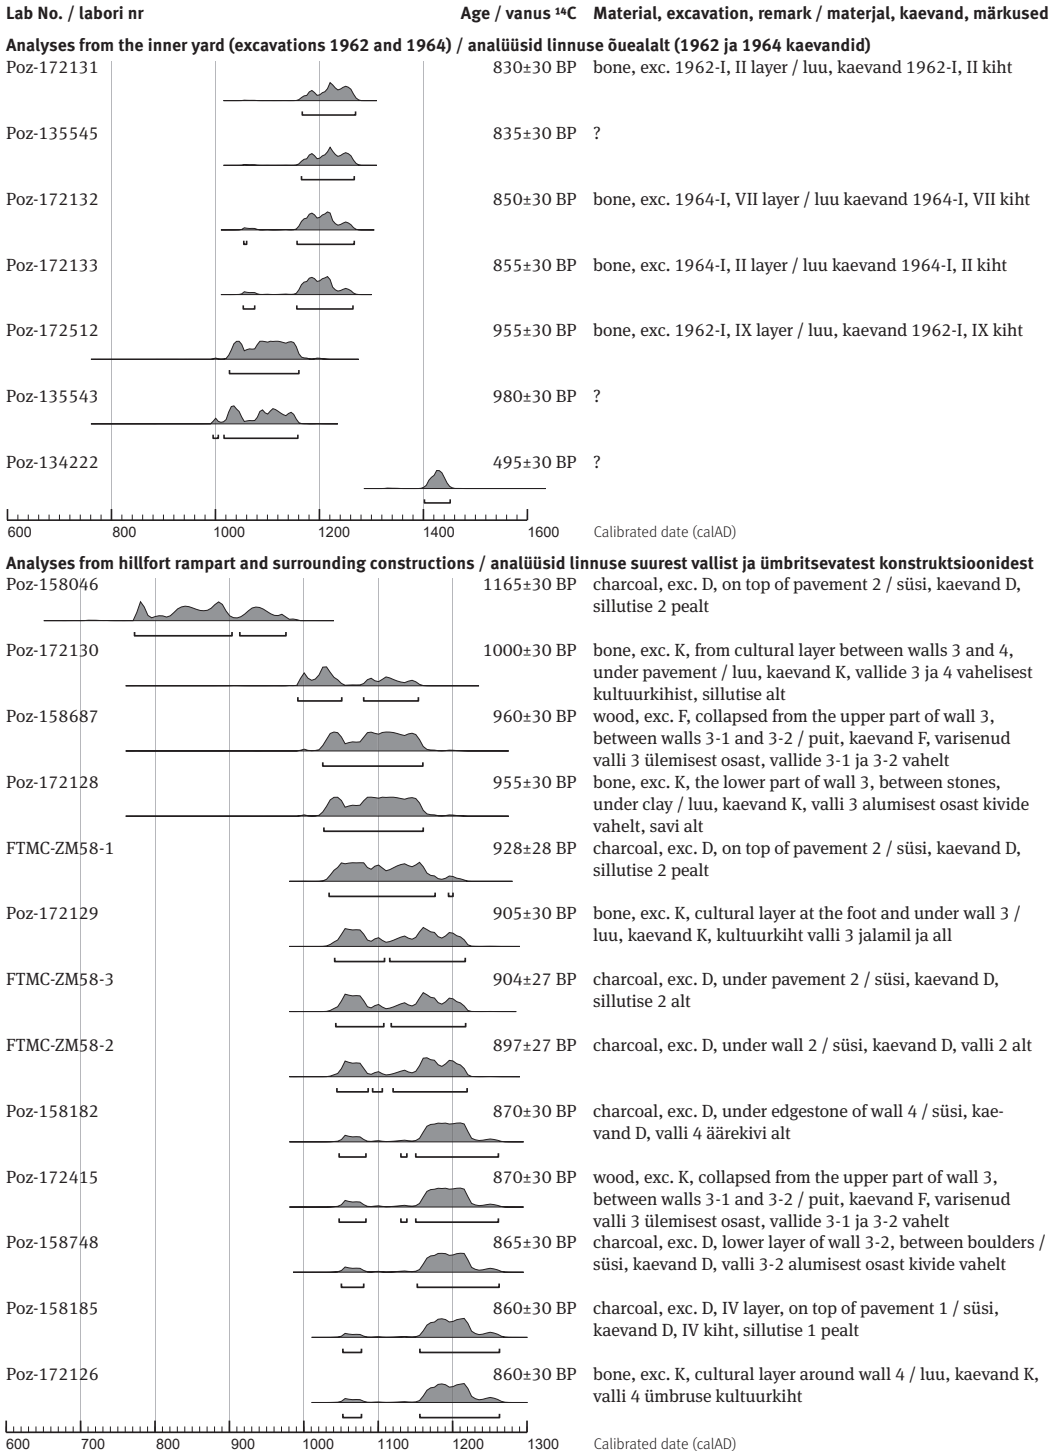 Lab No. / labori nr Age / vanus ¹⁴C Material, excavation, remark / materjal, kaevand, märkused
Analyses from the inner yard (excavations 1962 and 1964) / analüüsid linnuse õuealalt (1962 ja 1964 kaevandid)
Poz-172131 830±30 BP bone, exc. 1962-I, II layer / luu, kaevand 1962-I, II kiht
Poz-135545 835±30 BP ?
Poz-172132 850±30 BP bone, exc. 1964-I, VII layer / luu kaevand 1964-I, VII kiht
Poz-172133 855±30 BP bone, exc. 1964-I, II layer / luu kaevand 1964-I, II kiht
Poz-172512 955±30 BP bone, exc. 1962-I, IX layer / luu, kaevand 1962-I, IX kiht
Poz-135543 980±30 BP ?
Poz-134222 495±30 BP ?
600 800 1000 1200 1400 1600 Calibrated date (calAD)
Analyses from hillfort rampart and surrounding constructions / analüüsid linnuse suurest vallist ja ümbritsevatest konstruktsioonidest
Poz-158046 1165±30 BP charcoal, exc. D, on top of pavement 2 / süsi, kaevand D,
sillutise 2 pealt
Poz-172130 1000±30 BP bone, exc. K, from cultural layer between walls 3 and 4,
under pavement / luu, kaevand K, vallide 3 ja 4 vahelisest
kultuurkihist, sillutise alt
Poz-158687 960±30 BP wood, exc. F, collapsed from the upper part of wall 3,
between walls 3-1 and 3-2 / puit, kaevand F, varisenud
valli 3 ülemisest osast, vallide 3-1 ja 3-2 vahelt
Poz-172128 955±30 BP bone, exc. K, the lower part of wall 3, between stones,
under clay / luu, kaevand K, valli 3 alumisest osast kivide
vahelt, savi alt
FTMC-ZM58-1 928±28 BP charcoal, exc. D, on top of pavement 2 / süsi, kaevand D,
sillutise 2 pealt
Poz-172129 905±30 BP bone, exc. K, cultural layer at the foot and under wall 3 /
luu, kaevand K, kultuurkiht valli 3 jalamil ja all
FTMC-ZM58-3 904±27 BP charcoal, exc. D, under pavement 2 / süsi, kaevand D,
sillutise 2 alt
FTMC-ZM58-2 897±27 BP charcoal, exc. D, under wall 2 / süsi, kaevand D, valli 2 alt
Poz-158182 870±30 BP charcoal, exc. D, under edgestone of wall 4 / süsi, kae-
vand D, valli 4 äärekivi alt
Poz-172415 870±30 BP wood, exc. K, collapsed from the upper part of wall 3,
between walls 3-1 and 3-2 / puit, kaevand F, varisenud
valli 3 ülemisest osast, vallide 3-1 ja 3-2 vahelt
Poz-158748 865±30 BP charcoal, exc. D, lower layer of wall 3-2, between boulders /
süsi, kaevand D, valli 3-2 alumisest osast kivide vahelt
Poz-158185 860±30 BP charcoal, exc. D, IV layer, on top of pavement 1 / süsi,
kaevand D, IV kiht, sillutise 1 pealt
Poz-172126 860±30 BP bone, exc. K, cultural layer around wall 4 / luu, kaevand K,
valli 4 ümbruse kultuurkiht
600 700 800 900 1000 1100 1200 1300 Calibrated date (calAD)